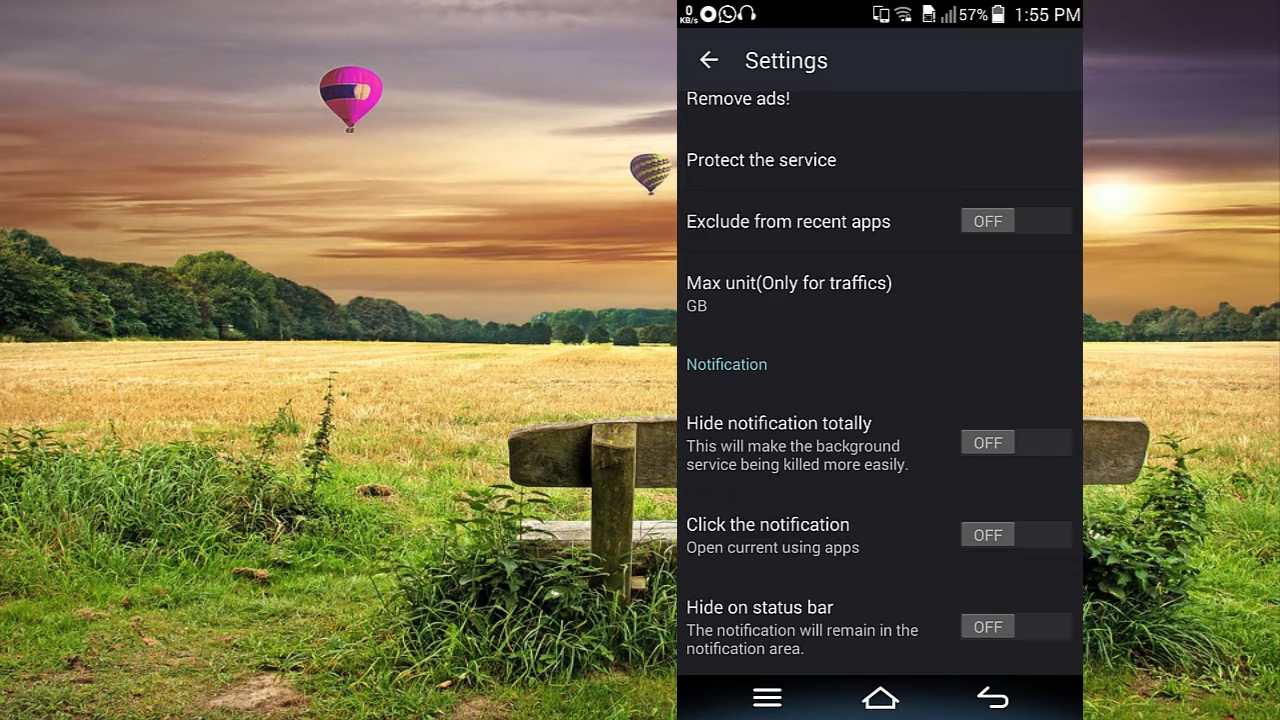 0
KB/s
57%
1:55 PM
Settings
Remove ads!
Protect the service
Exclude from recent apps
OFF
Max unit(Only for traffics)
GB
Notification
Hide notification totally
This will make the background
service being killed more easily.
OFF
Click the notification
Open current using apps
OFF
Hide on status bar
The notification will remain in the
notification area.
OFF